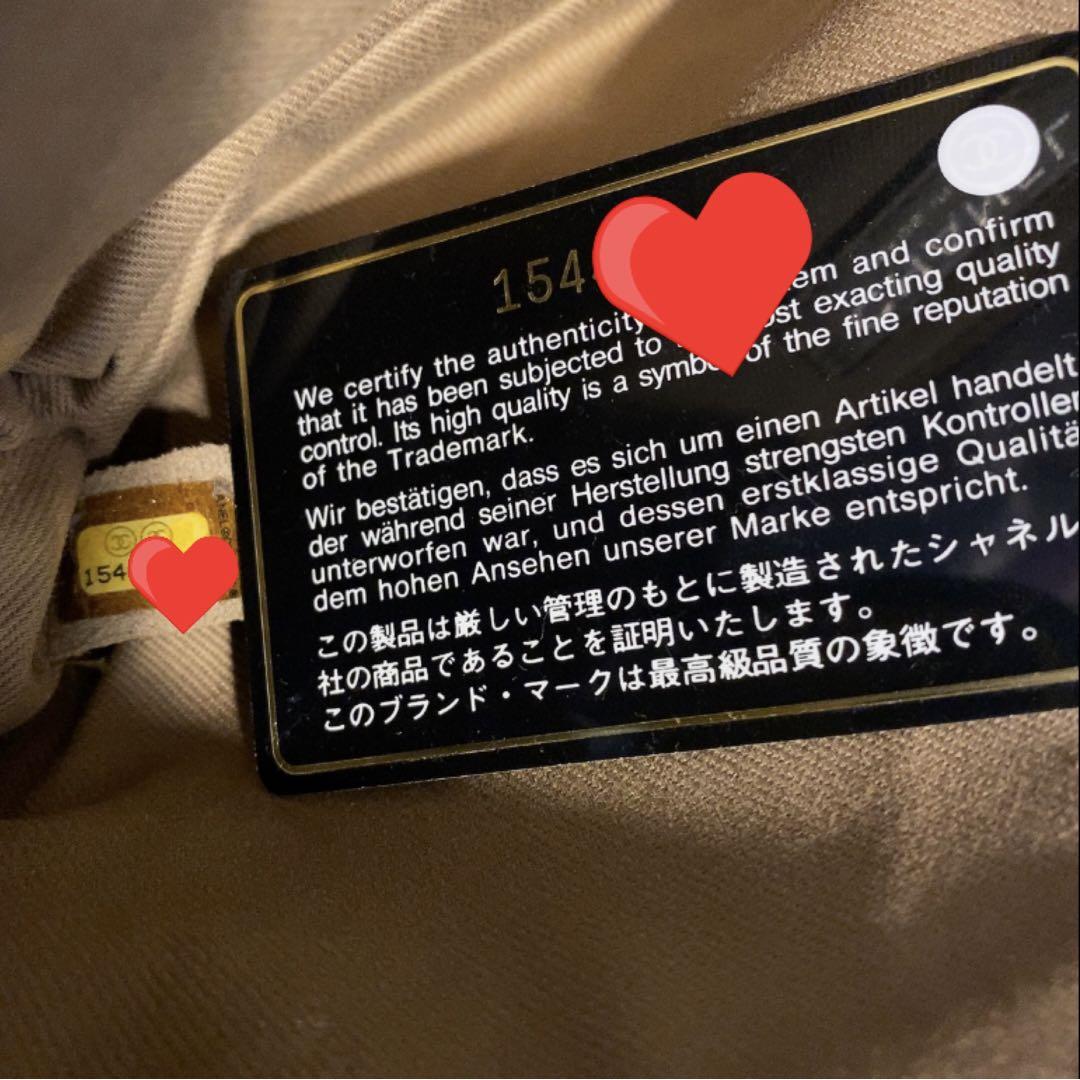 154
We certify the authenticity em and confirm
that it has been subjected to ost exacting quality
control. Its high quality is a symbo of the fine reputation
of the Trademark.
Wir bestätigen, dass es sich um einen Artikel handelt
der während seiner Herstellung strengsten Kontroller
unterworfen war, und dessen erstklassige Qualitä
dem hohen Ansehen unserer Marke entspricht.
この製品は厳しい管理のもとに製造されたシャネル
社の商品であることを証明いたします。
このブランド・マークは最高級品質の象徴です。
154